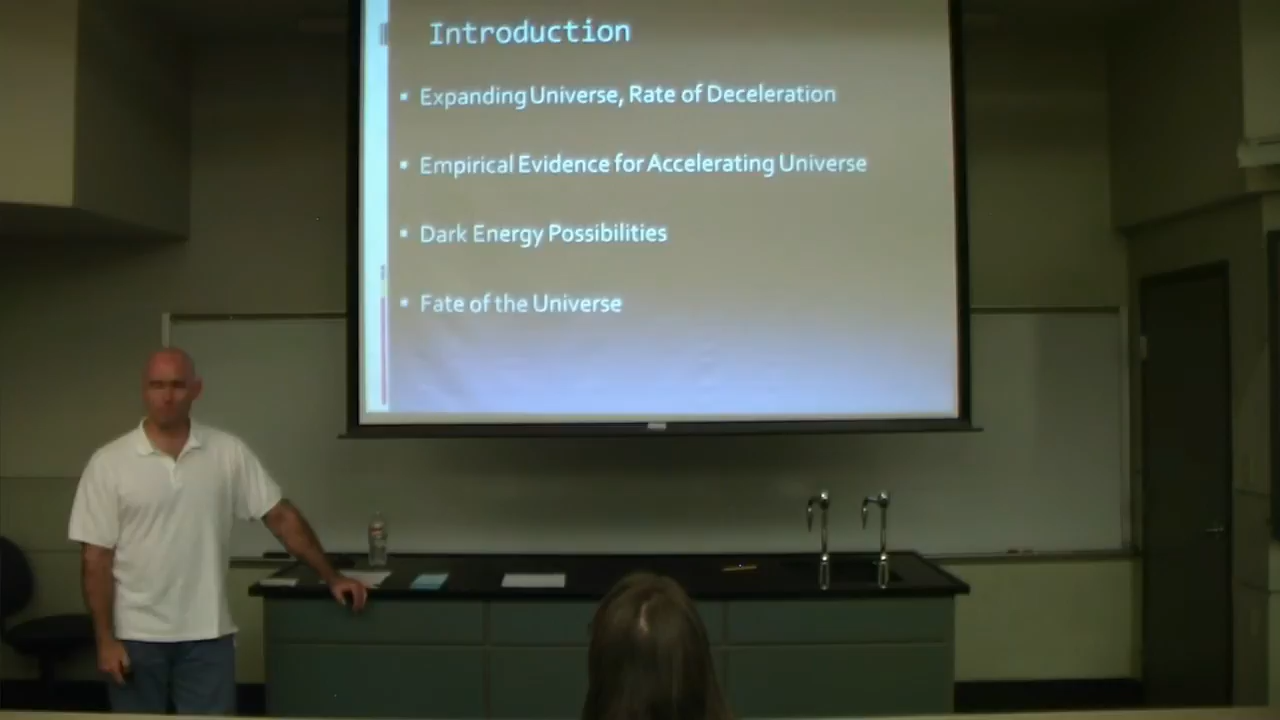 Introduction
Expanding Universe, Rate of Deceleration
Empirical Evidence for Accelerating Universe
Dark Energy Possibilities
Fate of the Universe